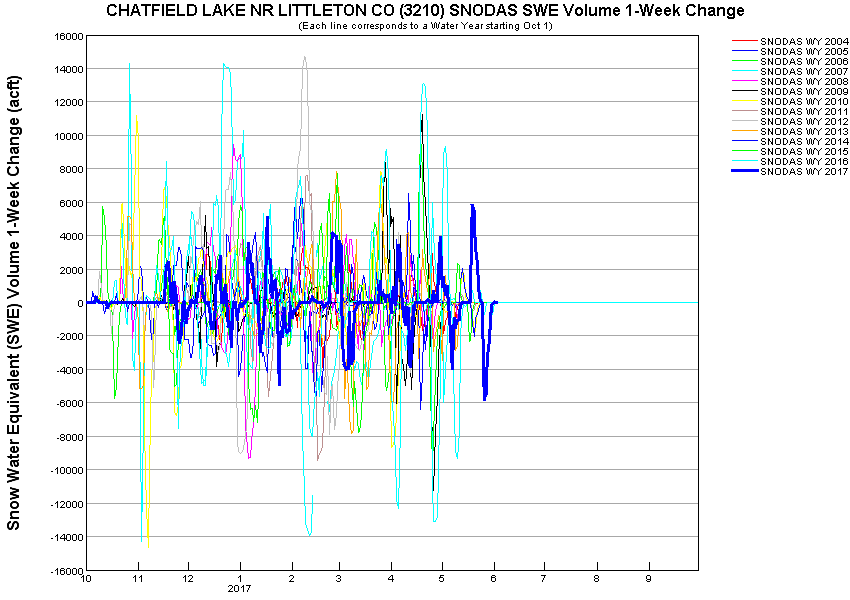 CHATFIELD LAKE NR LITTLETON CO (3210) SNODAS SWE Volume 1-Week Change
(Each line corresponds to a Water Year starting Oct 1)
Snow Water Equivalent (SWE) Volume 1-Week Change (acft)
16000
14000
12000
10000
8000
6000
4000
2000
0
-2000
-4000
-6000
-8000
-10000
-12000
-14000
-16000
10 11 12 1 2 3 4 5 6 7 8 9 10
2017
SNODAS WY 2004
SNODAS WY 2005
SNODAS WY 2006
SNODAS WY 2007
SNODAS WY 2008
SNODAS WY 2009
SNODAS WY 2010
SNODAS WY 2011
SNODAS WY 2012
SNODAS WY 2013
SNODAS WY 2014
SNODAS WY 2015
SNODAS WY 2016
SNODAS WY 2017